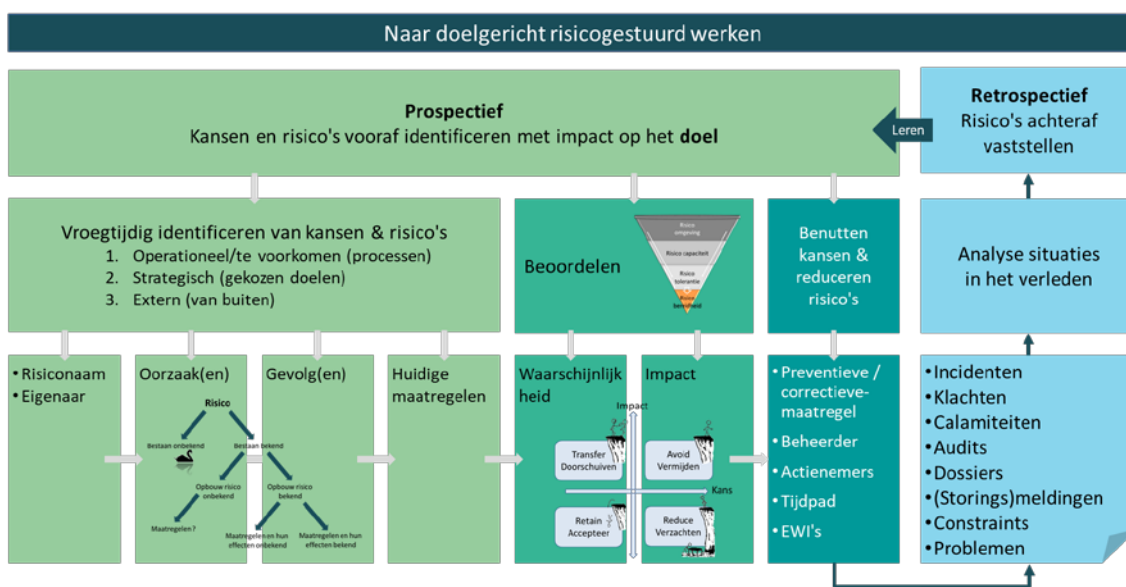 Naar doelgericht risicogestuurd werken
Prospectief
Kansen en risico's vooraf identificeren met impact op het doel
Leren
Retrospectief
Risico's achteraf
vaststellen
Vroegtijdig identificeren van kansen & risico's
1. Operationeel/te voorkomen (processen)
2. Strategisch (gekozen doelen)
3. Extern (van buiten)
Beoordelen
Risico
omgeving
Risico capaciteit
Risico
tolerantie
Risico
bereidheid
Benutten
kansen &
reduceren
risico's
Analyse situaties
in het verleden
• Risiconaam
• Eigenaar
Oorzaak(en)
Gevolg(en)
Risico
Bestaan onbekend
Bestaan bekend
Opbouw risico
onbekend
Opbouw risico
bekend
Maatregelen?
Maatregelen en hun
effecten onbekend
Maatregelen en hun
effecten bekend
Huidige
maatregelen
Waarschijnlijk
heid
Impact
Impact
Transfer
Doorschuiven
Avoid
Vermijden
Kans
Retain
Accepteer
Reduce
Verzachten
• Preventieve /
correctieve-
maatregel
• Beheerder
• Actienemers
• Tijdpad
• EWI's
• Incidenten
• Klachten
• Calamiteiten
• Audits
• Dossiers
• (Storings)meldingen
• Constraints
• Problemen